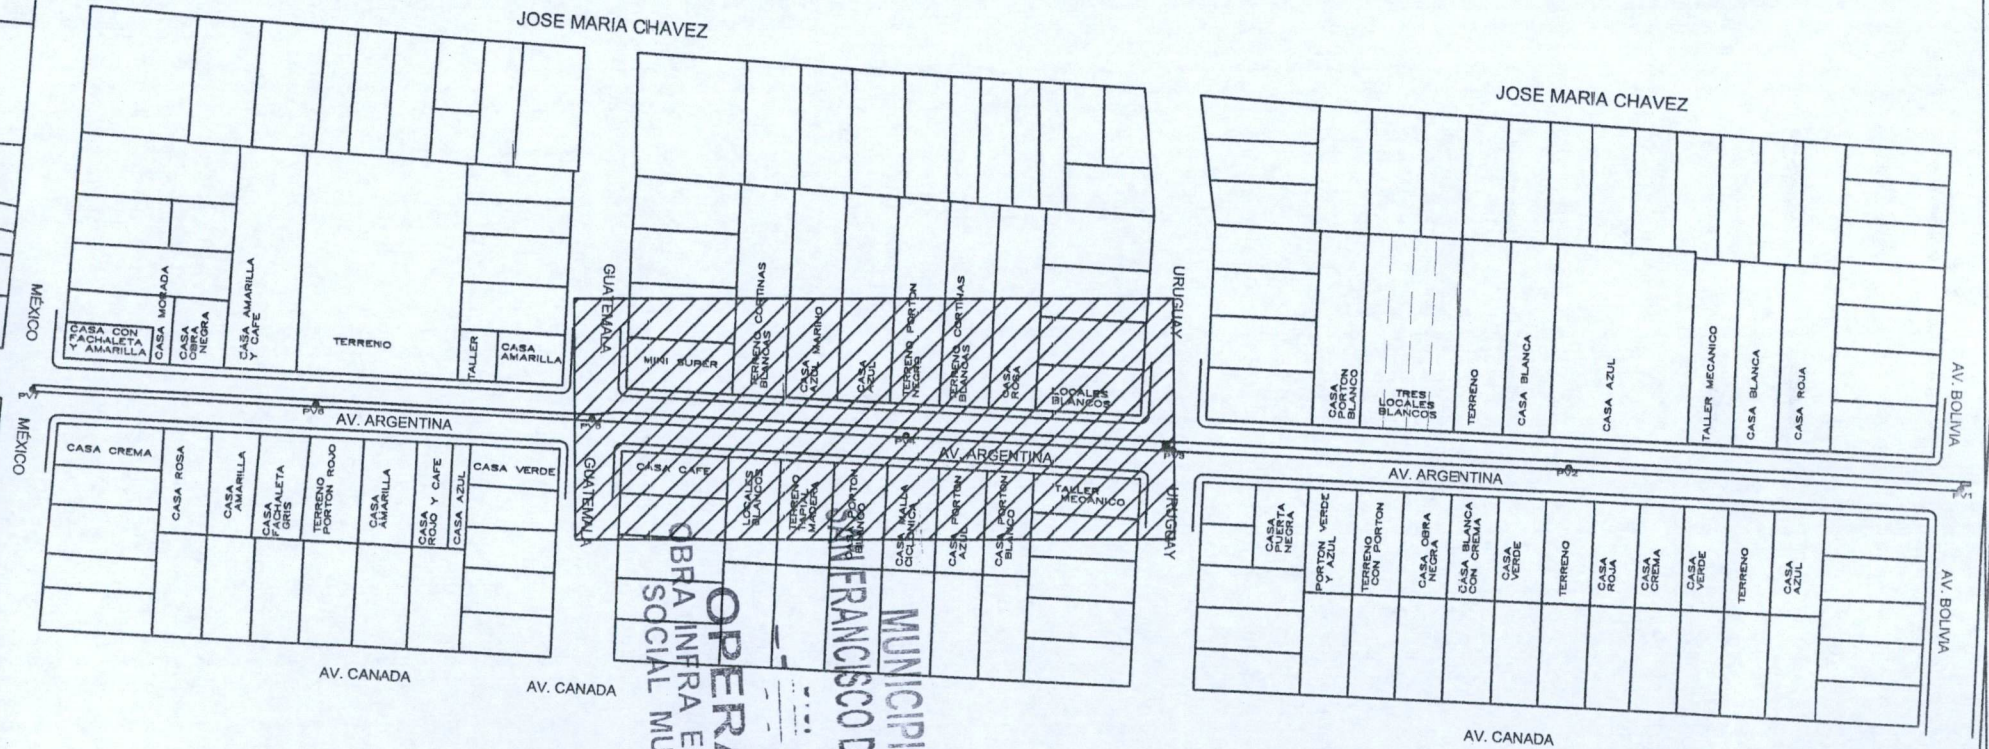 JOSE MARIA CHAVEZ
JOSE MARIA CHAVEZ
MÉXICO
GUATEMALA
URUGUAY
AV. BOLIVIA
CASA CON
FACHALETA
Y AMARILLA
CASA MORADA
CASA
OBRA
NEGRA
CASA AMARILLA
Y CAFE
TERRENO
TALLER
CASA
AMARILLA
MINI SUPER
TERRENO CORTINAS
BLANCAS
CASA
AZUL MARINO
CASA
AZUL
TERRENO PORTON
NEGRO
TERRENO CORTINAS
BLANCAS
CASA
ROSA
LOCALES
BLANCOS
CASA
PORTON
BLANCO
TRES
LOCALES
BLANCOS
TERRENO
CASA BLANCA
CASA AZUL
TALLER MECANICO
CASA BLANCA
CASA ROJA
PV6
AV. ARGENTINA
AV. ARGENTINA
PV3
AV. ARGENTINA
PV2
MÉXICO
GUATEMALA
URUGUAY
AV. BOLIVIA
CASA CREMA
CASA ROSA
CASA
AMARILLA
CASA
FACHALETA
GRIS
TERRENO
PORTON ROJO
CASA
AMARILLA
CASA
ROJO Y CAFE
CASA AZUL
CASA VERDE
CASA CAFE
LOCALES
BLANCOS
TERRENO
TAPIAL
MADERA
CASA PORTON
BLANCO
CASA MALLA
CICLONICA
CASA PORTON
AZUL
CASA PORTON
BLANCO
TALLER
MECANICO
CASA
PUERTA
NEGRA
PORTON VERDE
Y AZUL
TERRENO
CON PORTON
CASA OBRA
NEGRA
CASA BLANCA
CON CREMA
CASA
VERDE
TERRENO
CASA
ROJA
CASA
CREMA
CASA
VERDE
TERRENO
CASA
AZUL
AV. CANADA
AV. CANADA
AV. CANADA
MUNICIPI
SAN FRANCISCO D
OPERA
OBRA INFRA E
SOCIAL MU